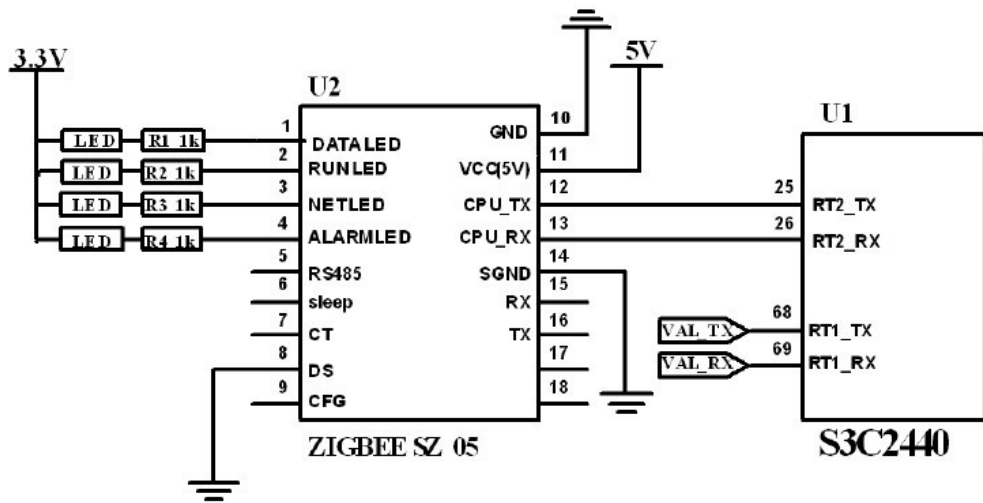 3.3V
5V
U2
U1
LED R1 1k 1 DATALED
LED R2 1k 2 RUNLED
LED R3 1k 3 NETLED
LED R4 1k 4 ALARMLED
5 RS485
6 sleep
7 CT
8 DS
9 CFG
10 GND
11 VCC(5V)
12 CPU_TX
13 CPU_RX
14 SGND
15 RX
16 TX
17
18
ZIGBEE SZ 05
25 RT2_TX
26 RT2_RX
VAL_TX 68 RT1_TX
VAL_RX 69 RT1_RX
S3C2440